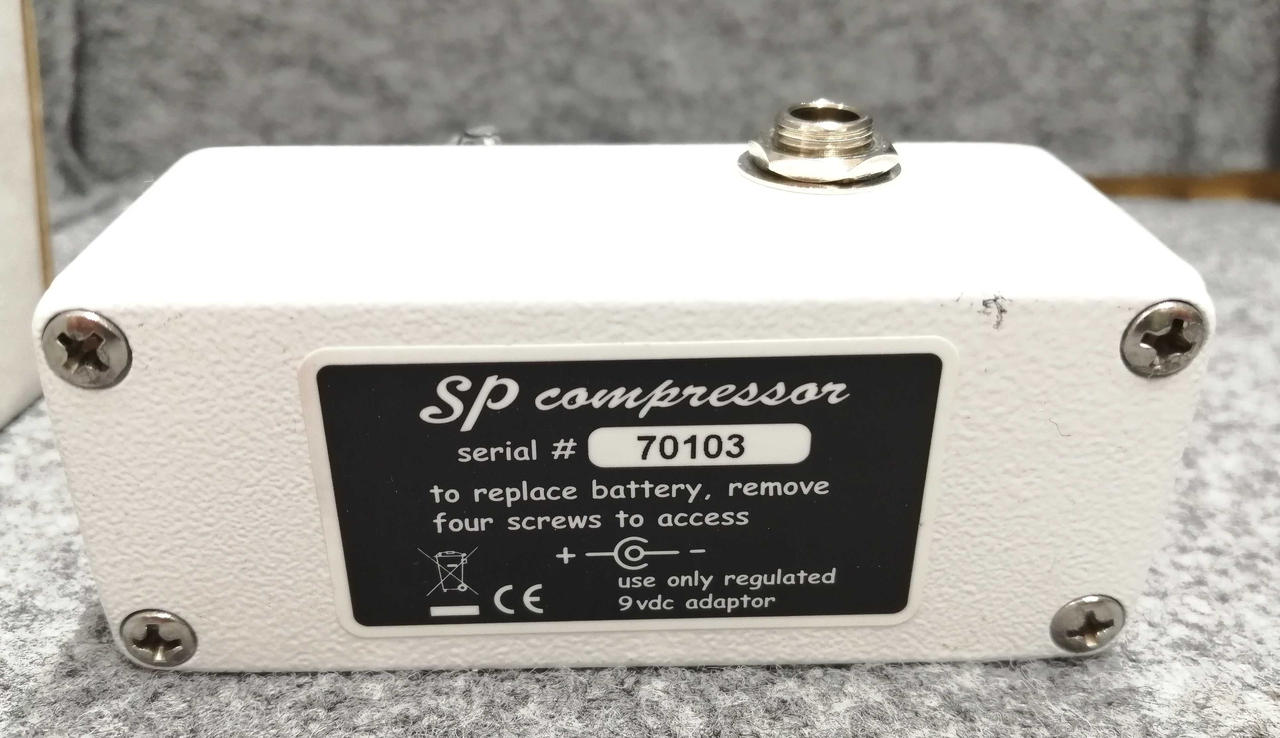 SP compressor
serial # 70103
to replace battery, remove
four screws to access
+ -
CE
use only regulated
9vdc adaptor